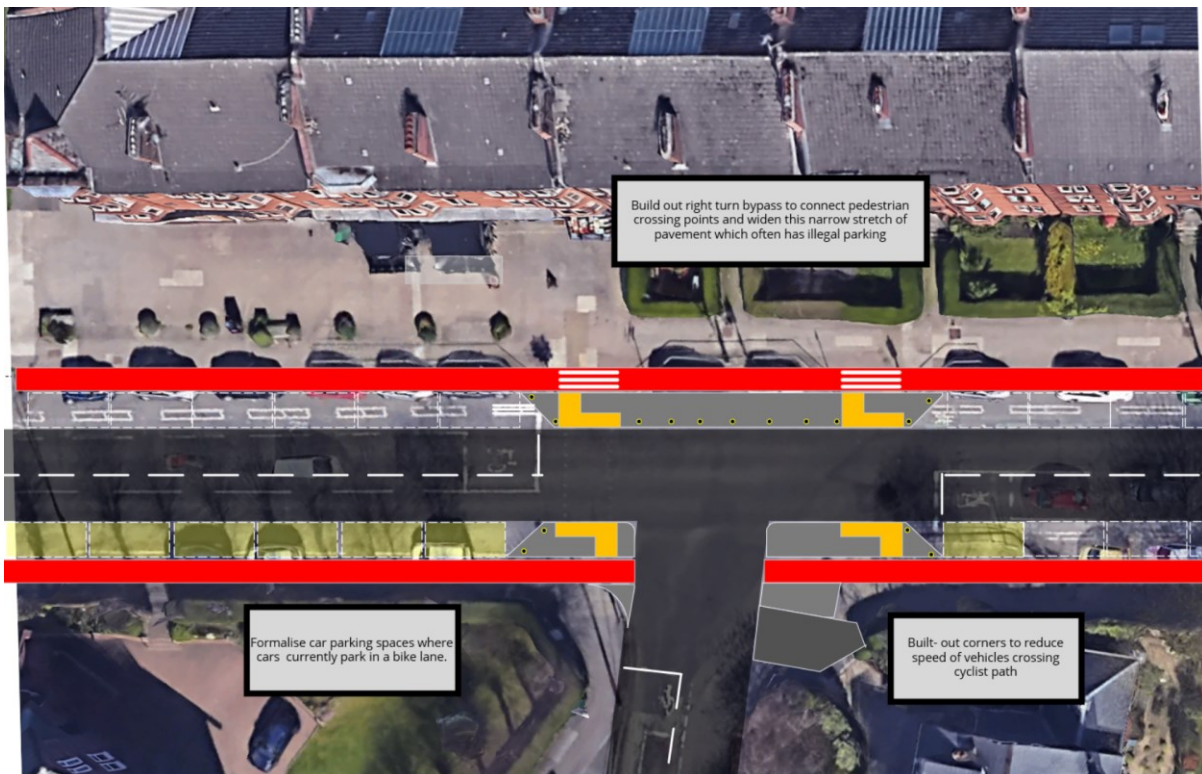 Build out right turn bypass to connect pedestrian
crossing points and widen this narrow stretch of
pavement which often has illegal parking
Formalise car parking spaces where
cars currently park in a bike lane.
Built- out corners to reduce
speed of vehicles crossing
cyclist path